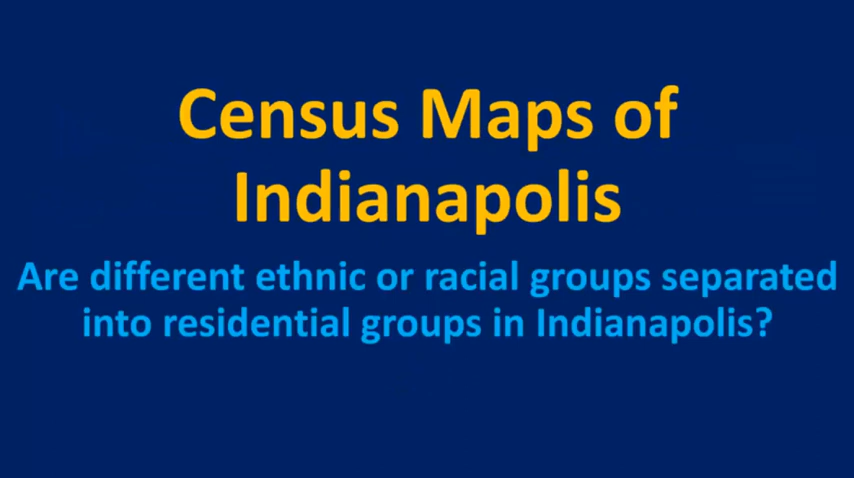 Census Maps of
Indianapolis
Are different ethnic or racial groups separated
into residential groups in Indianapolis?